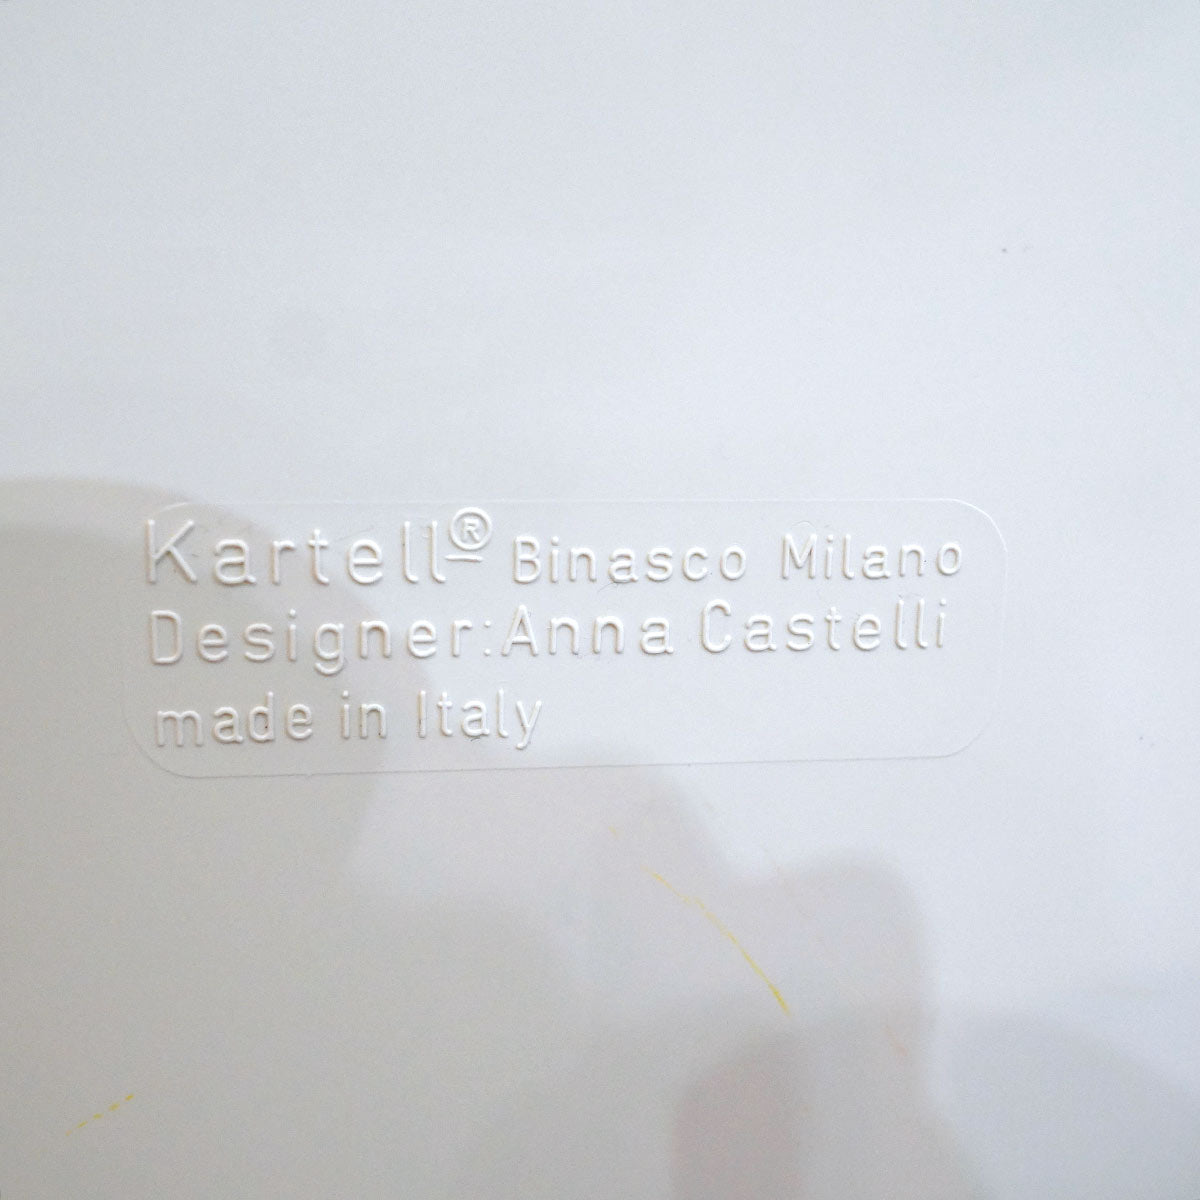 Kartell® Binasco Milano
Designer: Anna Castelli
made in Italy